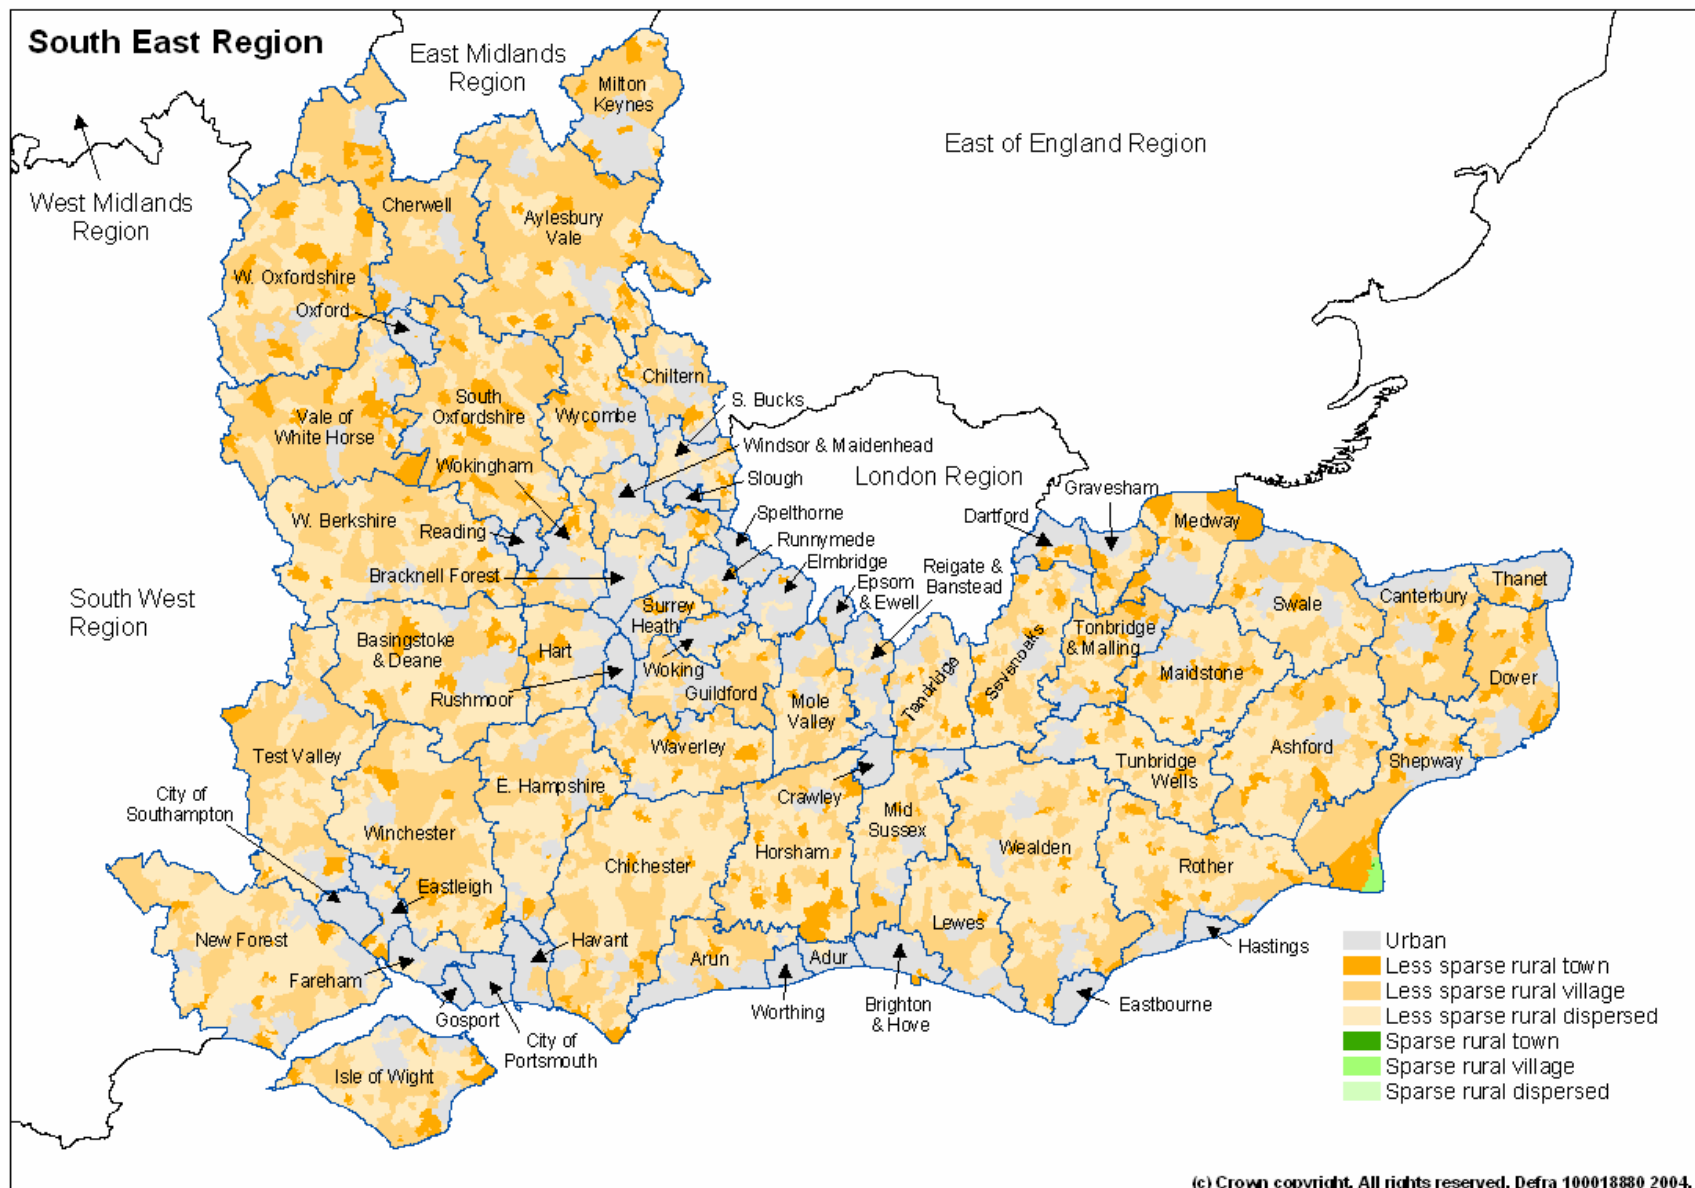 South East Region
East Midlands
Region
Milton
Keynes
East of England Region
West Midlands
Region
Cherwell
Aylesbury
Vale
W. Oxfordshire
Oxford
Chiltern
S. Bucks
South
Oxfordshire
Wycombe
Vale of
White Horse
Windsor & Maidenhead
Wokingham
London Region
Slough
Gravesham
Spelthorne
Dartford
Medway
W. Berkshire
Reading
Runnymede
Elmbridge
Reigate &
Banstead
Epsom
& Ewell
Bracknell Forest
Thanet
Canterbury
Swale
South West
Region
Surrey
Heath
Basingstoke
& Deane
Hart
Tonbridge
& Malling
Woking
Maidstone
Rushmoor
Guildford
Mole
Valley
Tandridge
Sevenoaks
Dover
Test Valley
Waverley
Ashford
Shepway
Tunbridge
Wells
E. Hampshire
City of
Southampton
Crawley
Mid
Sussex
Winchester
Chichester
Horsham
Wealden
Rother
Eastleigh
New Forest
Havant
Lewes
Arun
Adur
Hastings
Fareham
Gosport
City of
Portsmouth
Worthing
Brighton
& Hove
Eastbourne
Isle of Wight
Urban
Less sparse rural town
Less sparse rural village
Less sparse rural dispersed
Sparse rural town
Sparse rural village
Sparse rural dispersed
(c) Crown copyright. All rights reserved. Defra 100018880 2004.